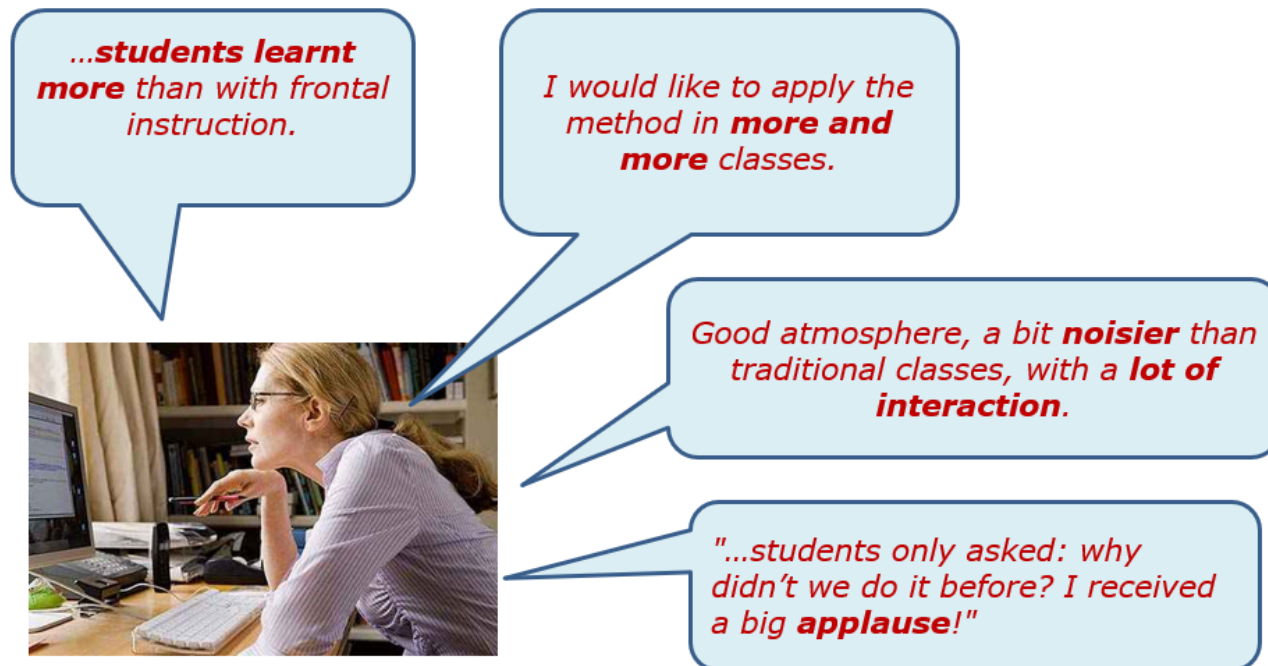 ...students learnt
more than with frontal
instruction.
I would like to apply the
method in more and
more classes.
Good atmosphere, a bit noisier than
traditional classes, with a lot of
interaction.
"...students only asked: why
didn’t we do it before? I received
a big applause!"